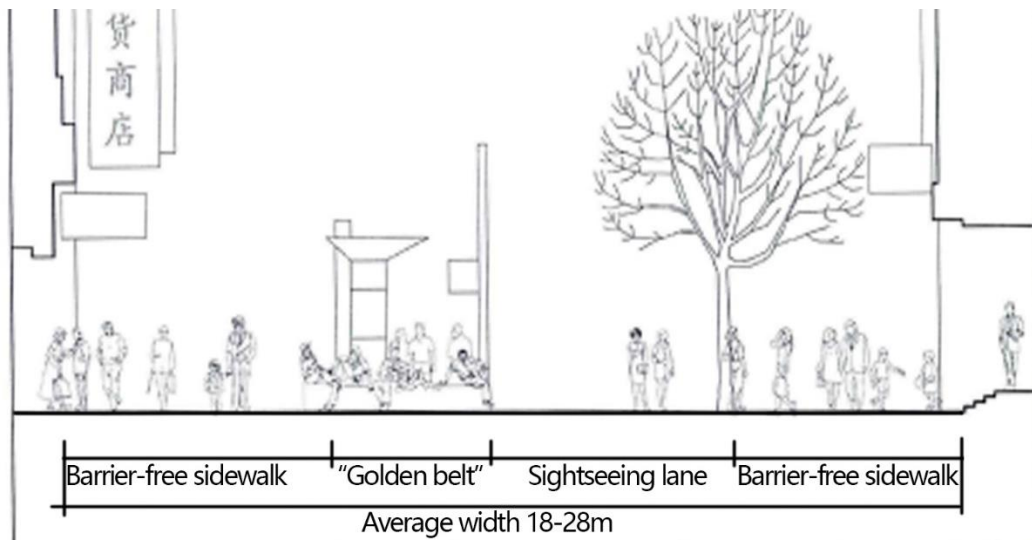 货商店
Barrier-free sidewalk
"Golden belt"
Sightseeing lane
Barrier-free sidewalk
Average width 18-28m